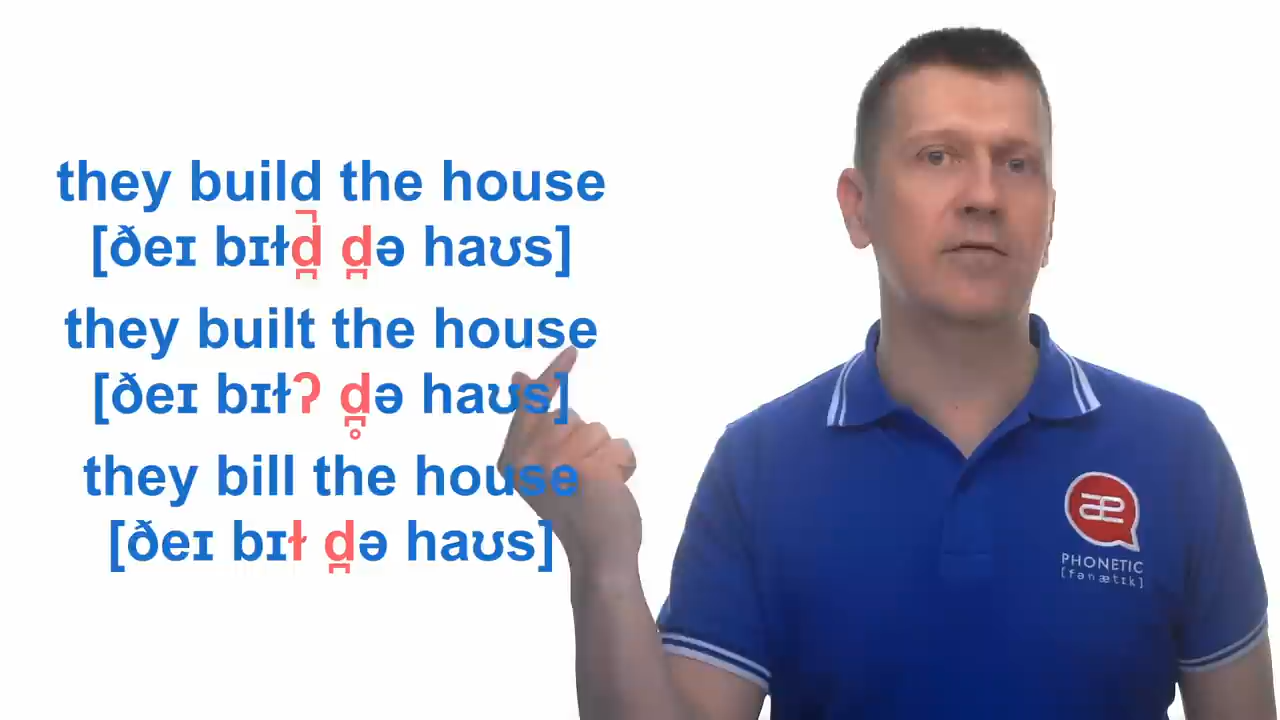 they build the house
[ðeɪ bɪɫd̪̚ d̪ə haʊs]
they built the house
[ðeɪ bɪɫʔ d̪̥ə haʊs]
they bill the house
[ðeɪ bɪɫ d̪ə haʊs]
æ
PHONETIC
[fənætɪk]